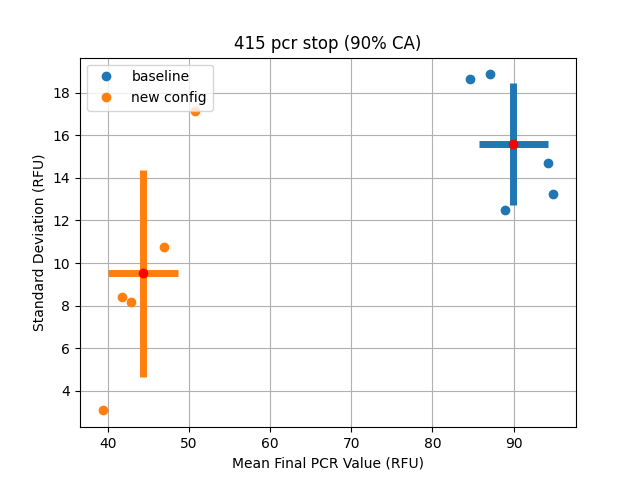 415 pcr stop (90% CA)
baseline
new config
18
16
14
12
10
8
6
4
Standard Deviation (RFU)
40 50 60 70 80 90
Mean Final PCR Value (RFU)